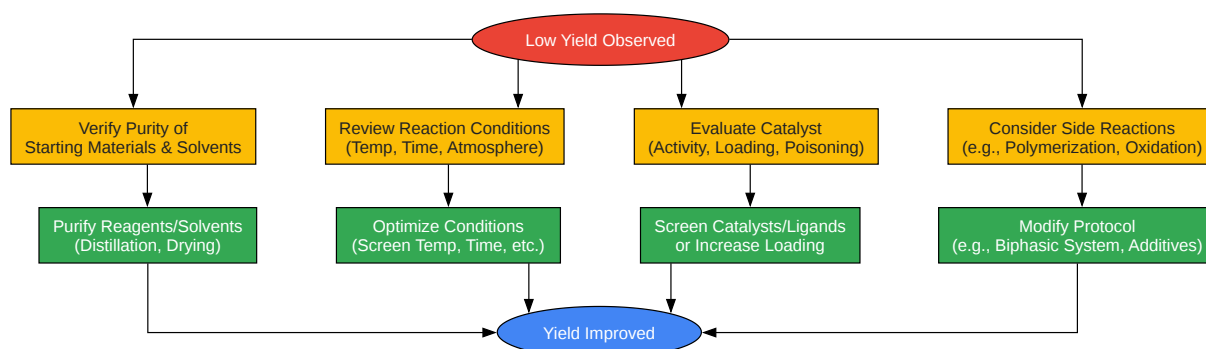 Low Yield Observed
Verify Purity of
Starting Materials & Solvents
Review Reaction Conditions
(Temp, Time, Atmosphere)
Evaluate Catalyst
(Activity, Loading, Poisoning)
Consider Side Reactions
(e.g., Polymerization, Oxidation)
Purify Reagents/Solvents
(Distillation, Drying)
Optimize Conditions
(Screen Temp, Time, etc.)
Screen Catalysts/Ligands
or Increase Loading
Modify Protocol
(e.g., Biphasic System, Additives)
Yield Improved